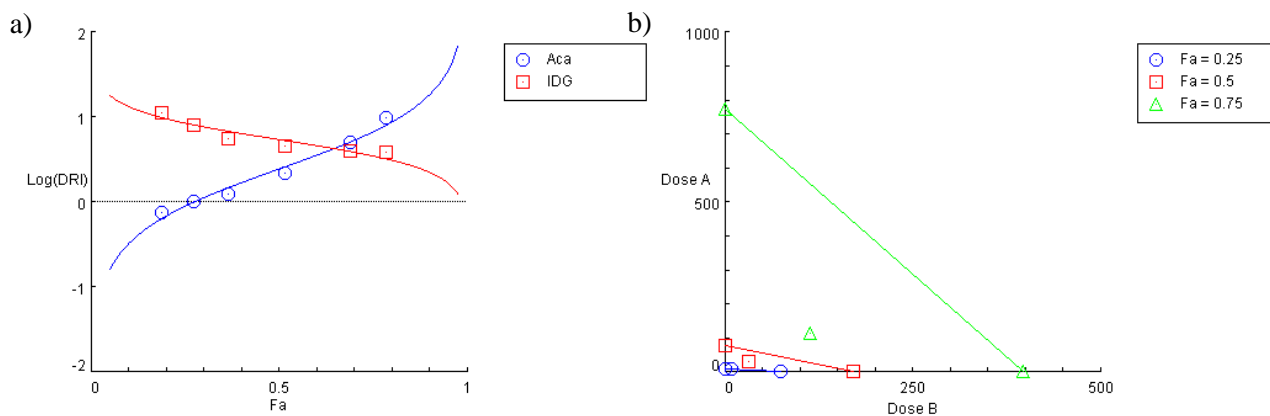 a)
2
1
Log(DRI)
0
-1
-2
0
0.5
1
Fa
Aca
IDG
b)
1000
Dose A
500
0
0
250
500
Dose B
Fa = 0.25
Fa = 0.5
Fa = 0.75